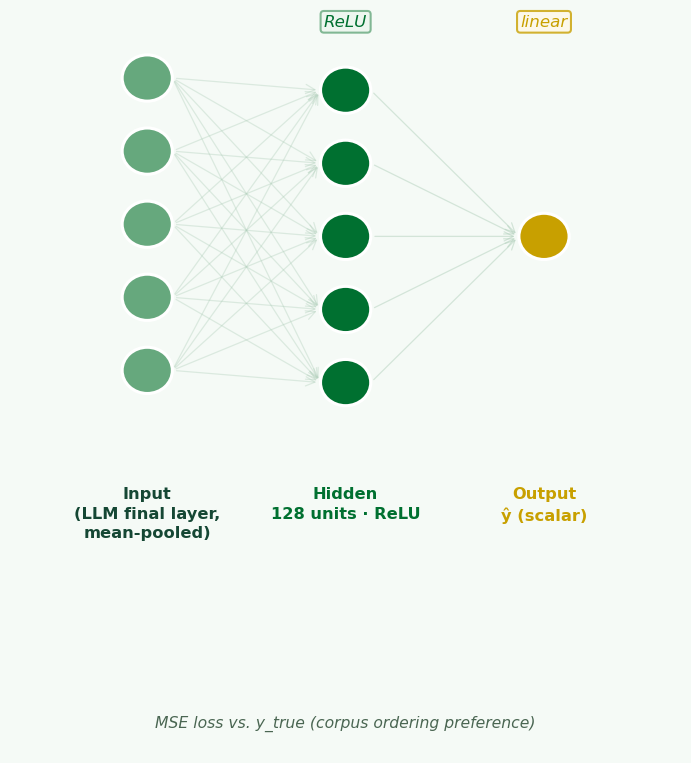 ReLU
linear
Input
(LLM final layer,
mean-pooled)
Hidden
128 units · ReLU
Output
ŷ (scalar)
MSE loss vs. y_true (corpus ordering preference)